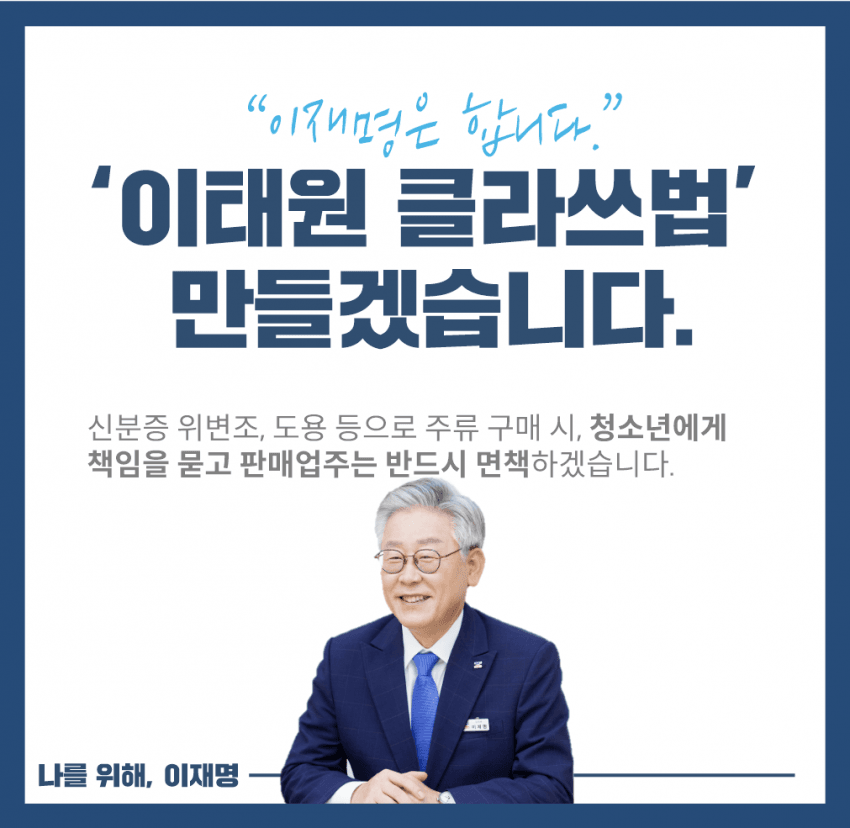 “이재명은 합니다.”
‘이태원 클라쓰법’
만들겠습니다.
신분증 위변조, 도용 등으로 주류 구매 시, 청소년에게
책임을 묻고 판매업주는 반드시 면책하겠습니다.
이재명
나를 위해, 이재명